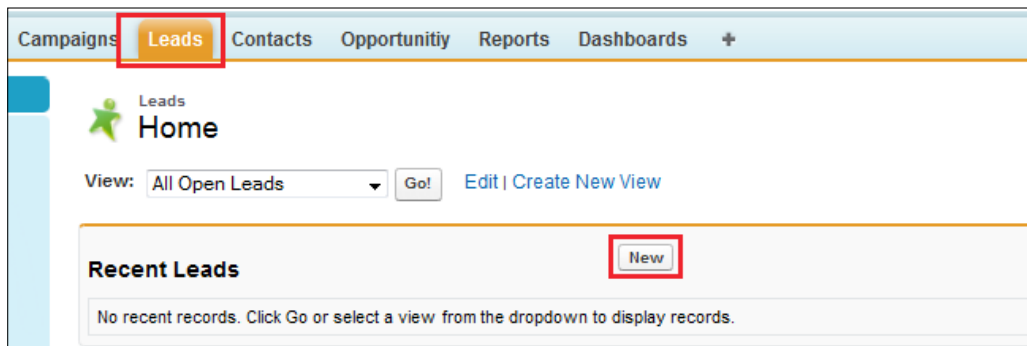 Campaigns Leads Contacts Opportunitiy Reports Dashboards +
Leads
Home
View: All Open Leads Go! Edit | Create New View
Recent Leads New
No recent records. Click Go or select a view from the dropdown to display records.